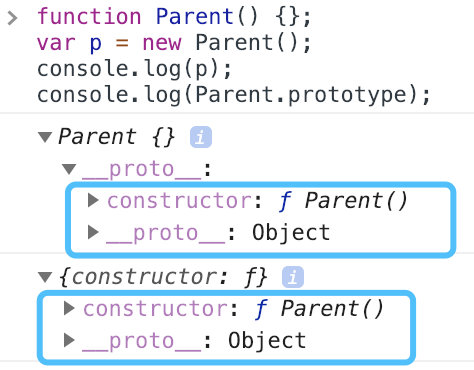 > function Parent() {};
var p = new Parent();
console.log(p);
console.log(Parent.prototype);
▼Parent {} i
▼__proto__:
▶constructor: ƒ Parent()
▶__proto__: Object
▼{constructor: ƒ} i
▶constructor: ƒ Parent()
▶__proto__: Object